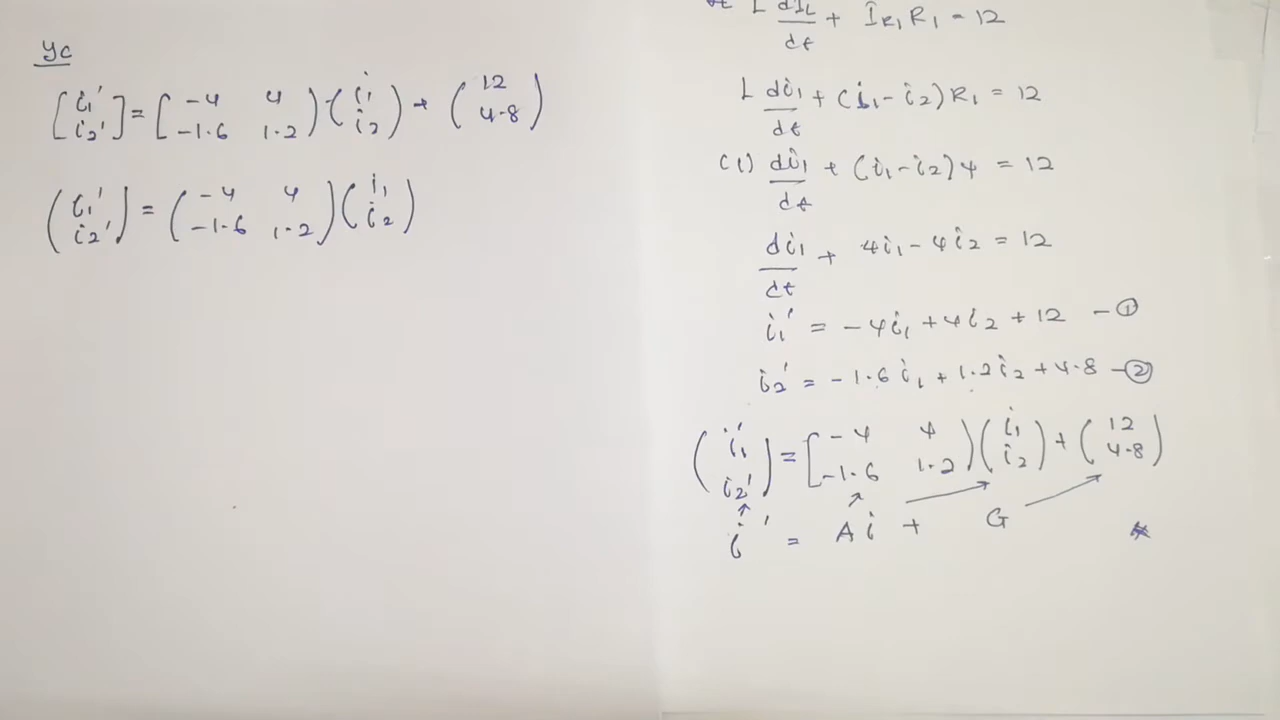 yc
[i₁' i₂'] = [-4 4 -1.6 1.2) (i₁ i₂) + (12 4.8)
(i₁' i₂') = (-4 4 -1.6 1.2) (i₁ i₂)
L dI_L/dt + I_R₁ R₁ = 12
L di₁/dt + (i₁ - i₂) R₁ = 12
(1) di₁/dt + (i₁ - i₂) 4 = 12
di₁/dt + 4i₁ - 4i₂ = 12
i₁' = -4i₁ + 4i₂ + 12 - ①
i₂' = -1.6 i₁ + 1.2 i₂ + 4.8 - ②
(i₁' i₂') = [-4 4 -1.6 1.2) (i₁ i₂) + (12 4.8)
i' = A i + G